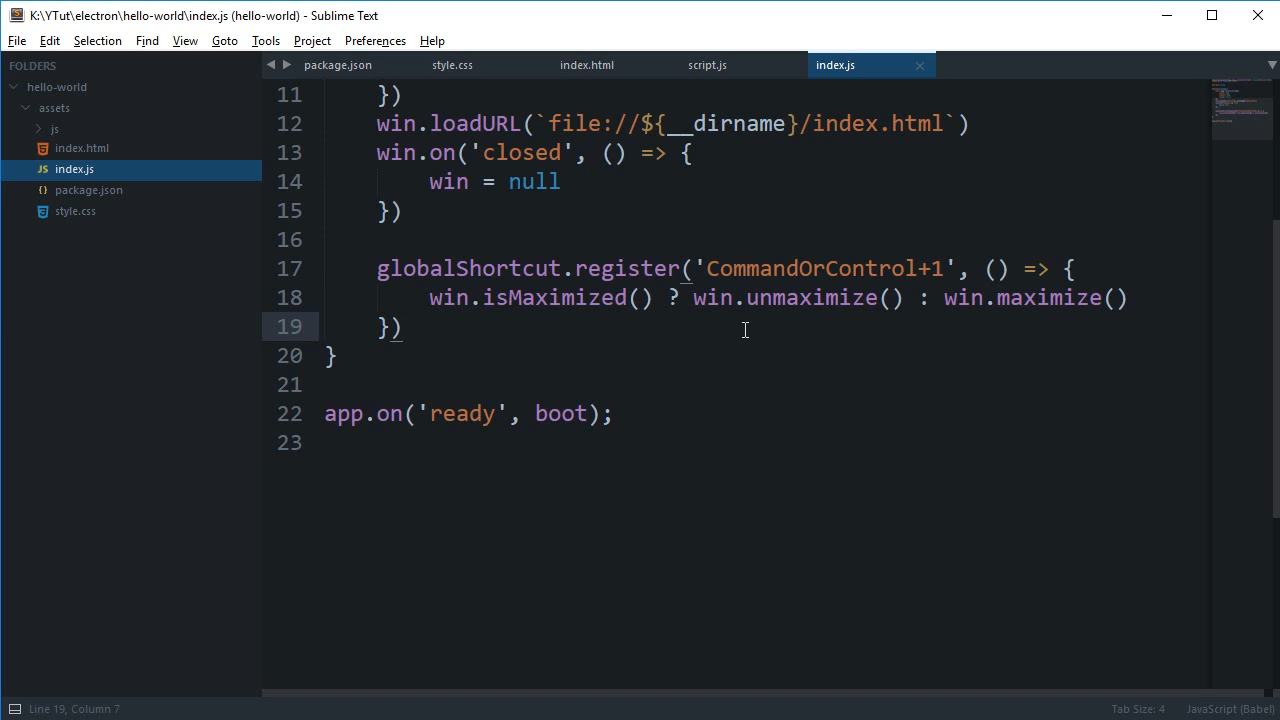 K:\YTut\electron\hello-world\index.js (hello-world) - Sublime Text
File Edit Selection Find View Goto Tools Project Preferences Help
FOLDERS
hello-world
assets
js
index.html
JS index.js
package.json
style.css
package.json style.css index.html script.js index.js
11 })
12 win.loadURL(`file://${__dirname}/index.html`)
13 win.on('closed', () => {
14 win = null
15 })
16
17 globalShortcut.register('CommandOrControl+1', () => {
18 win.isMaximized() ? win.unmaximize() : win.maximize()
19 })
20 }
21
22 app.on('ready', boot);
23
Line 19, Column 7
Tab Size: 4 JavaScript (Babel)